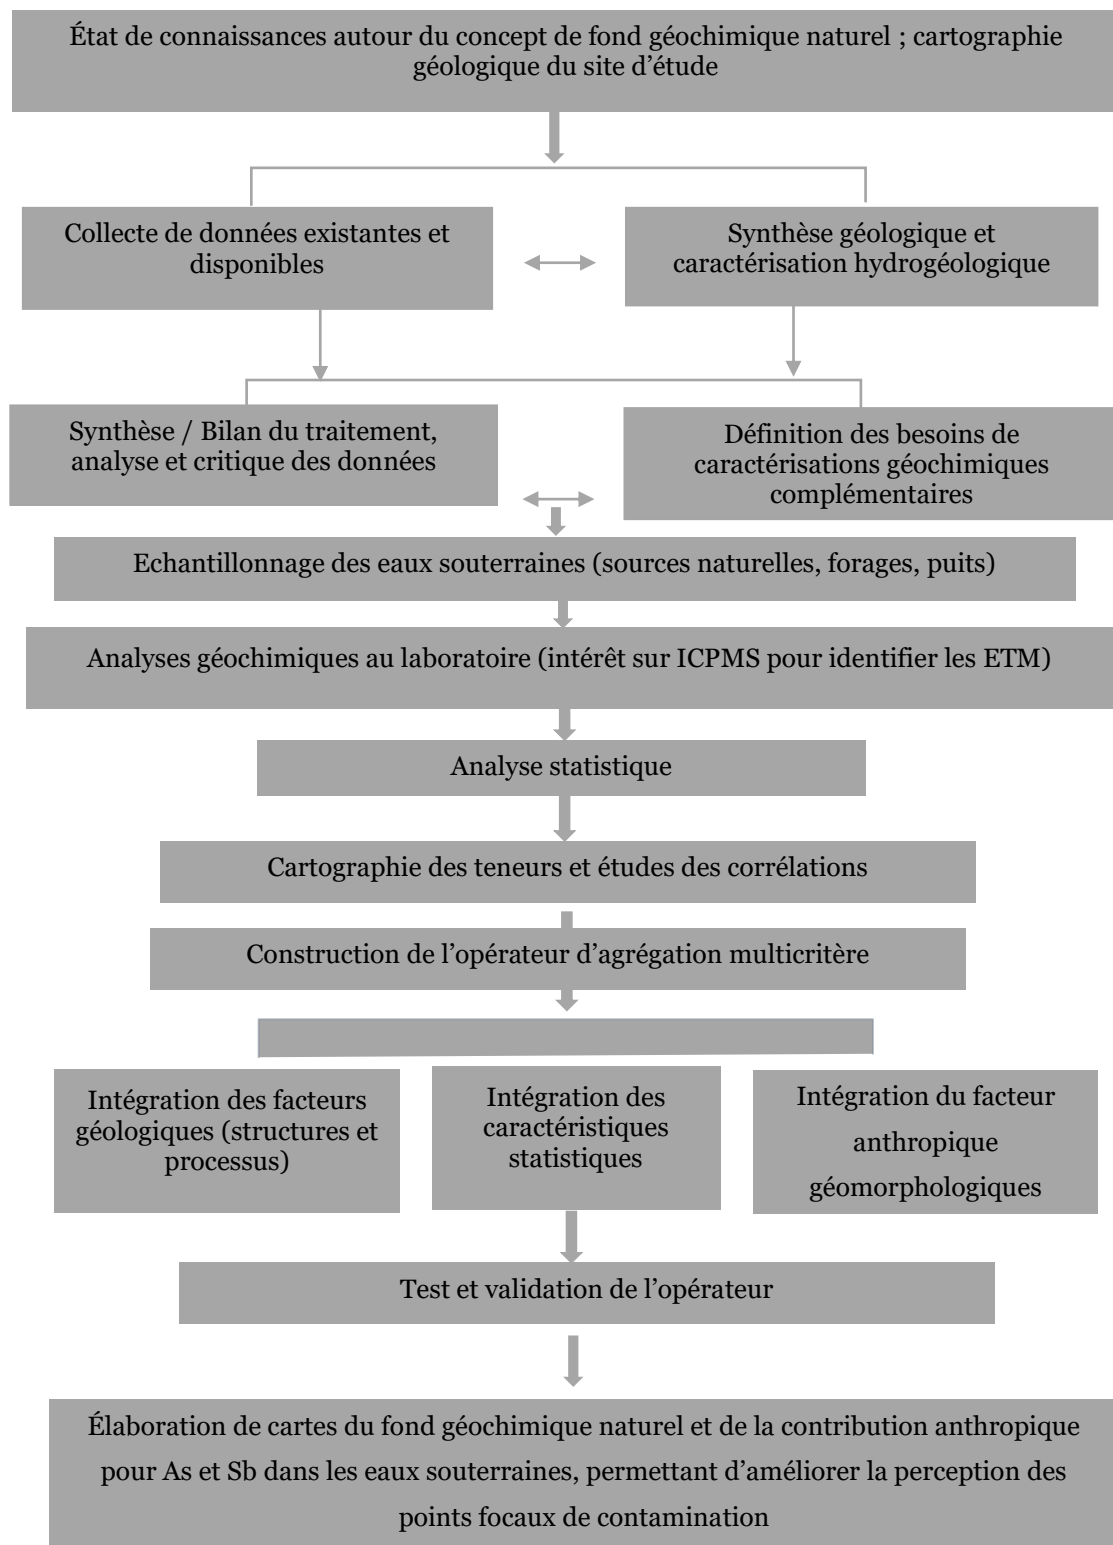 État de connaissances autour du concept de fond géochimique naturel ; cartographie
géologique du site d’étude
Collecte de données existantes et
disponibles
Synthèse géologique et
caractérisation hydrogéologique
Synthèse / Bilan du traitement,
analyse et critique des données
Définition des besoins de
caractérisations géochimiques
complémentaires
Echantillonnage des eaux souterraines (sources naturelles, forages, puits)
Analyses géochimiques au laboratoire (intérêt sur ICPMS pour identifier les ETM)
Analyse statistique
Cartographie des teneurs et études des corrélations
Construction de l’opérateur d’agrégation multicritère
Intégration des facteurs
géologiques (structures et
processus)
Intégration des
caractéristiques
statistiques
Intégration du facteur
anthropique
géomorphologiques
Test et validation de l’opérateur
Élaboration de cartes du fond géochimique naturel et de la contribution anthropique
pour As et Sb dans les eaux souterraines, permettant d’améliorer la perception des
points focaux de contamination